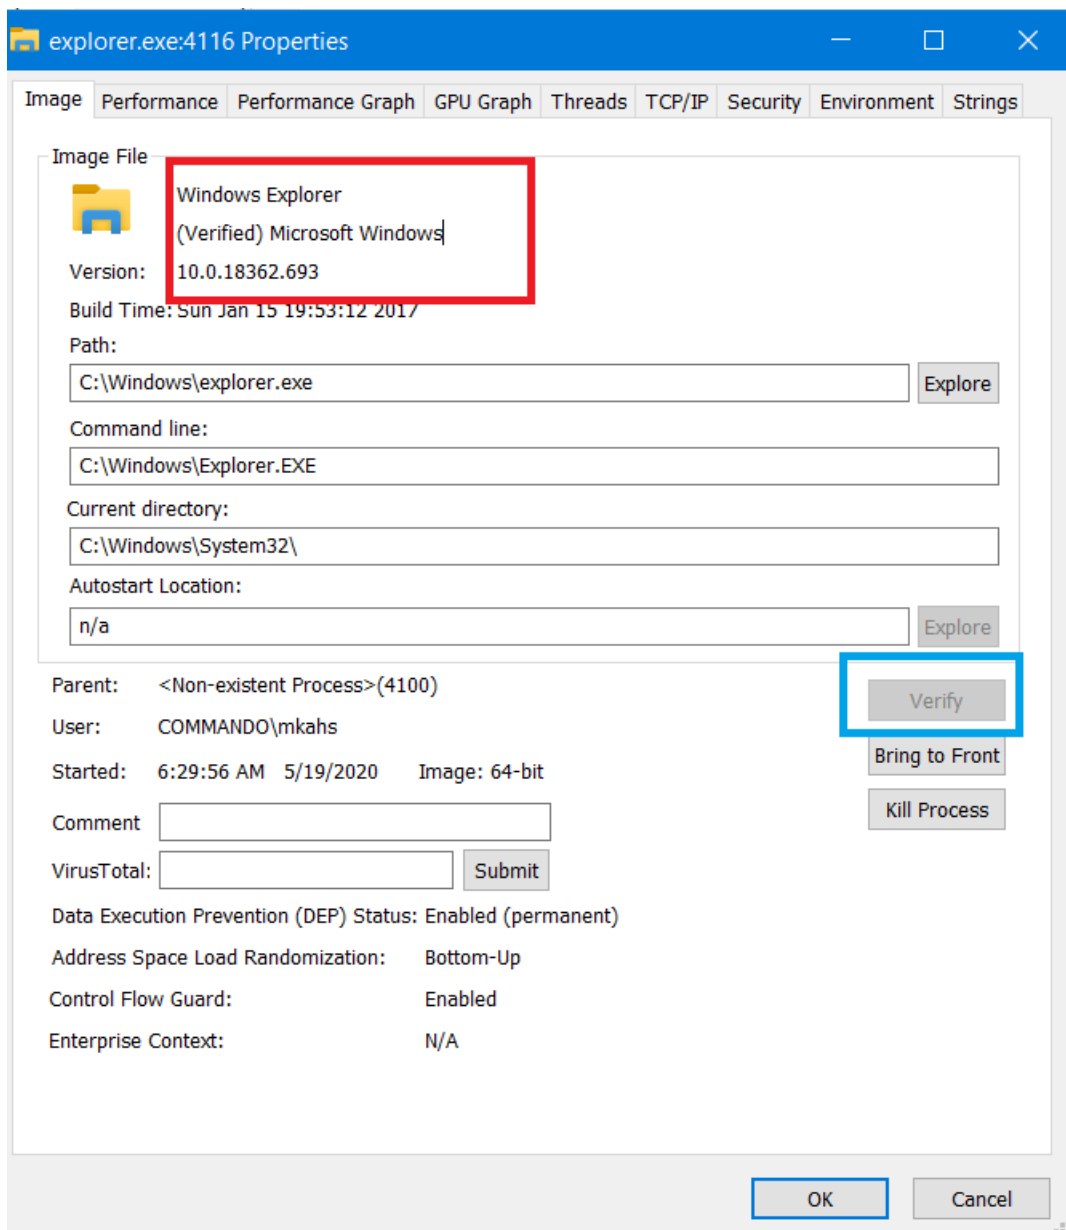 explorer.exe:4116 Properties
Image Performance Performance Graph GPU Graph Threads TCP/IP Security Environment Strings
Image File
Windows Explorer
(Verified) Microsoft Windows
Version: 10.0.18362.693
Build Time: Sun Jan 15 19:53:12 2017
Path:
C:\Windows\explorer.exe Explore
Command line:
C:\Windows\Explorer.EXE
Current directory:
C:\Windows\System32\
Autostart Location:
n/a Explore
Parent: <Non-existent Process>(4100) Verify
User: COMMANDO\mkahs
Bring to Front
Started: 6:29:56 AM 5/19/2020 Image: 64-bit
Kill Process
Comment
VirusTotal: Submit
Data Execution Prevention (DEP) Status: Enabled (permanent)
Address Space Load Randomization: Bottom-Up
Control Flow Guard: Enabled
Enterprise Context: N/A
OK Cancel